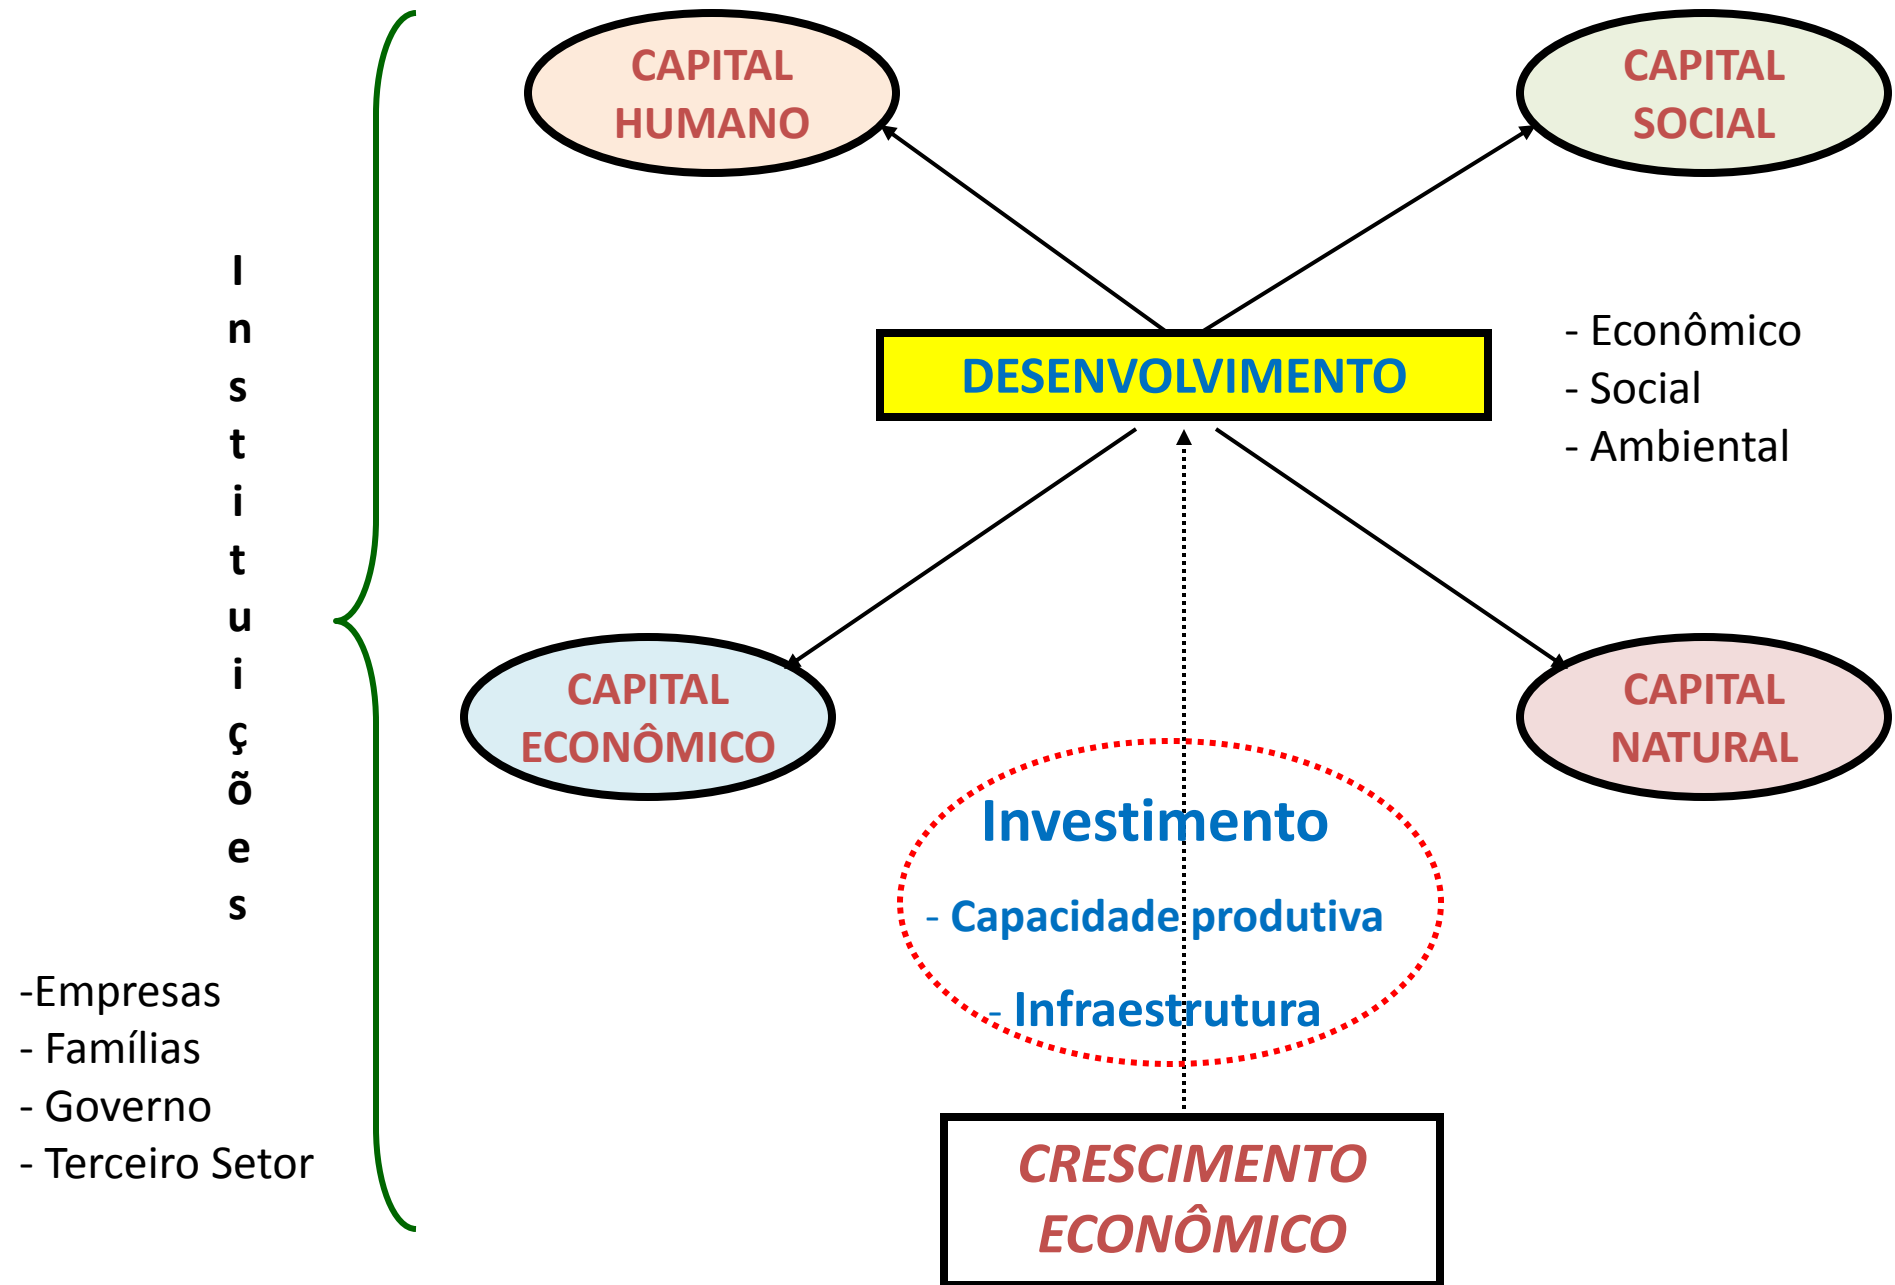 CAPITAL
HUMANO
CAPITAL
SOCIAL
I
n
s
t
i
t
u
i
ç
õ
e
s
-Empresas
- Famílias
- Governo
- Terceiro Setor
DESENVOLVIMENTO
- Econômico
- Social
- Ambiental
CAPITAL
ECONÔMICO
CAPITAL
NATURAL
Investimento
- Capacidade produtiva
- Infraestrutura
CRESCIMENTO
ECONÔMICO